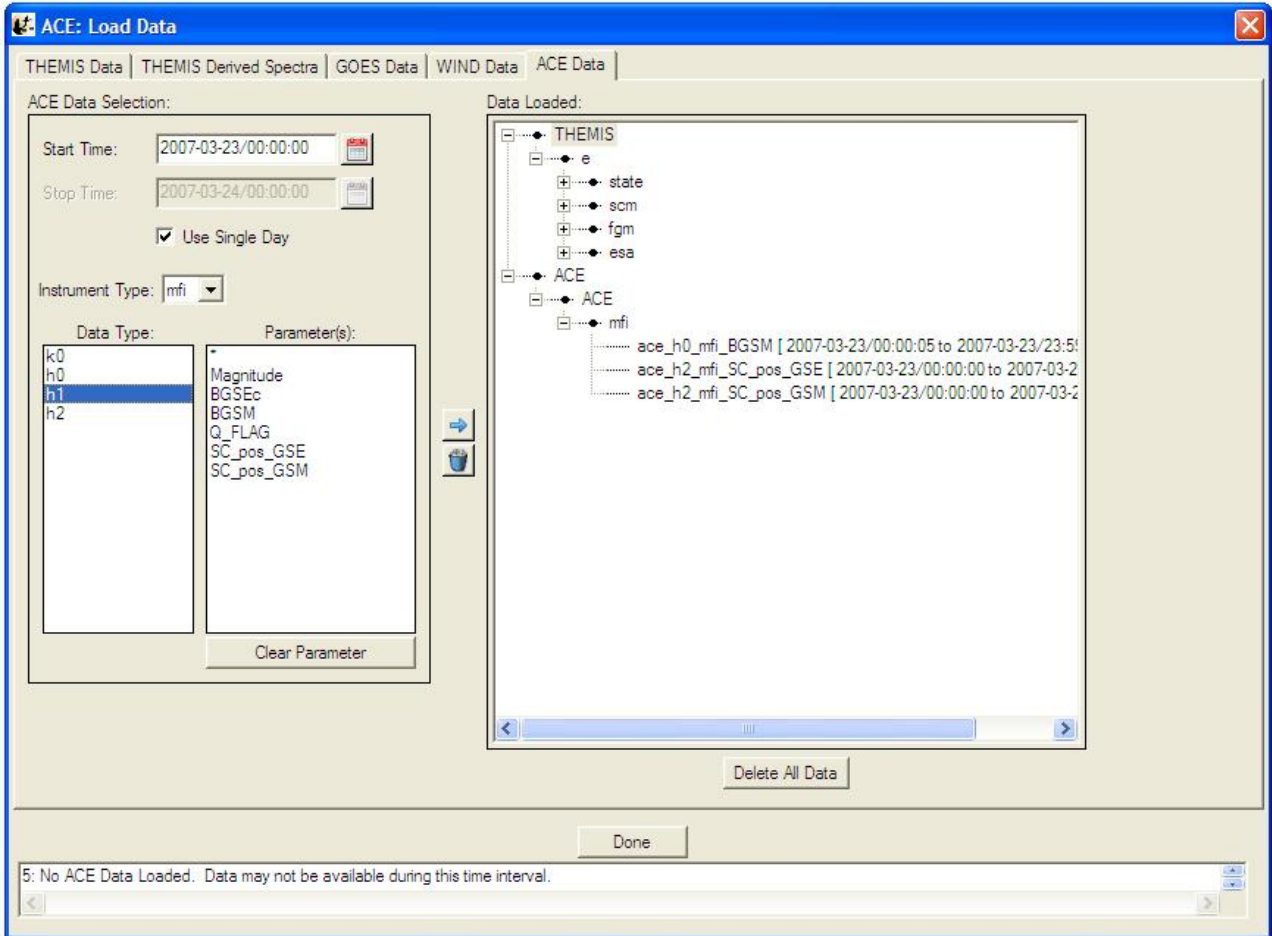 ACE: Load Data
THEMIS Data THEMIS Derived Spectra GOES Data WIND Data ACE Data
ACE Data Selection:
Start Time: 2007-03-23/00:00:00
Stop Time: 2007-03-24/00:00:00
Use Single Day
Instrument Type: mfi
Data Type: Parameter(s):
k0
h0
h1
h2
*
Magnitude
BGSEc
BGSM
Q_FLAG
SC_pos_GSE
SC_pos_GSM
Clear Parameter
Data Loaded:
THEMIS
e
state
scm
fgm
esa
ACE
ACE
mfi
ace_h0_mfi_BGSM [ 2007-03-23/00:00:05 to 2007-03-23/23:5
ace_h2_mfi_SC_pos_GSE [ 2007-03-23/00:00:00 to 2007-03-2
ace_h2_mfi_SC_pos_GSM [ 2007-03-23/00:00:00 to 2007-03-2
Delete All Data
Done
5: No ACE Data Loaded. Data may not be available during this time interval.